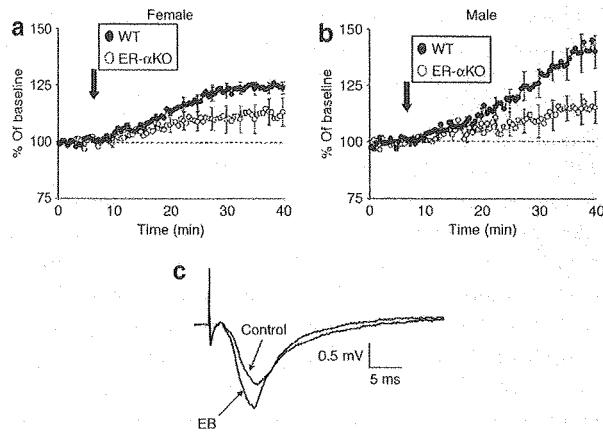 a
Female
WT
ER-αKO
% Of baseline
150
125
100
75
0
10
20
30
40
Time (min)
b
Male
WT
ER-αKO
% Of baseline
150
125
100
75
0
10
20
30
40
Time (min)
c
Control
EB
0.5 mV
5 ms